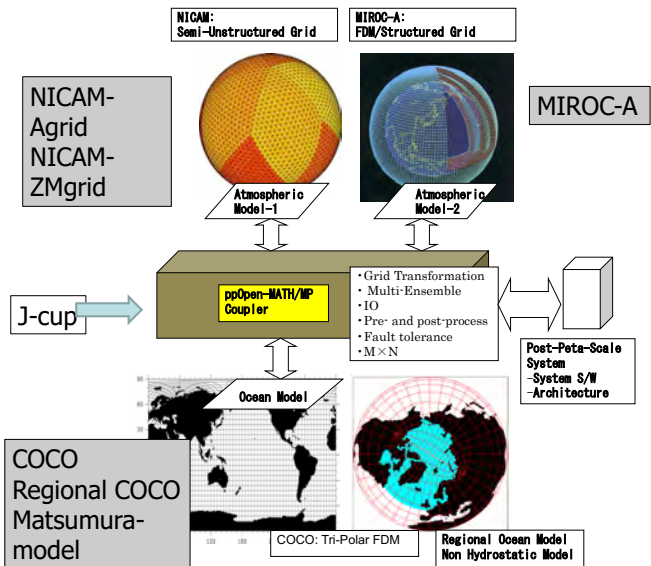 NICAM:
Semi-Unstructured Grid
MIROC-A:
FDM/Structured Grid
NICAM-
Agrid
NICAM-
ZMgrid
MIROC-A
Atmospheric
Model-1
Atmospheric
Model-2
J-cup
ppOpen-MATH/MP
Coupler
・Grid Transformation
・ Multi-Ensemble
・IO
・Pre- and post-process
・Fault tolerance
・M×N
Post-Peta-Scale
System
-System S/W
-Architecture
Ocean Model
COCO
Regional COCO
Matsumura-
model
COCO: Tri-Polar FDM
Regional Ocean Model
Non Hydrostatic Model